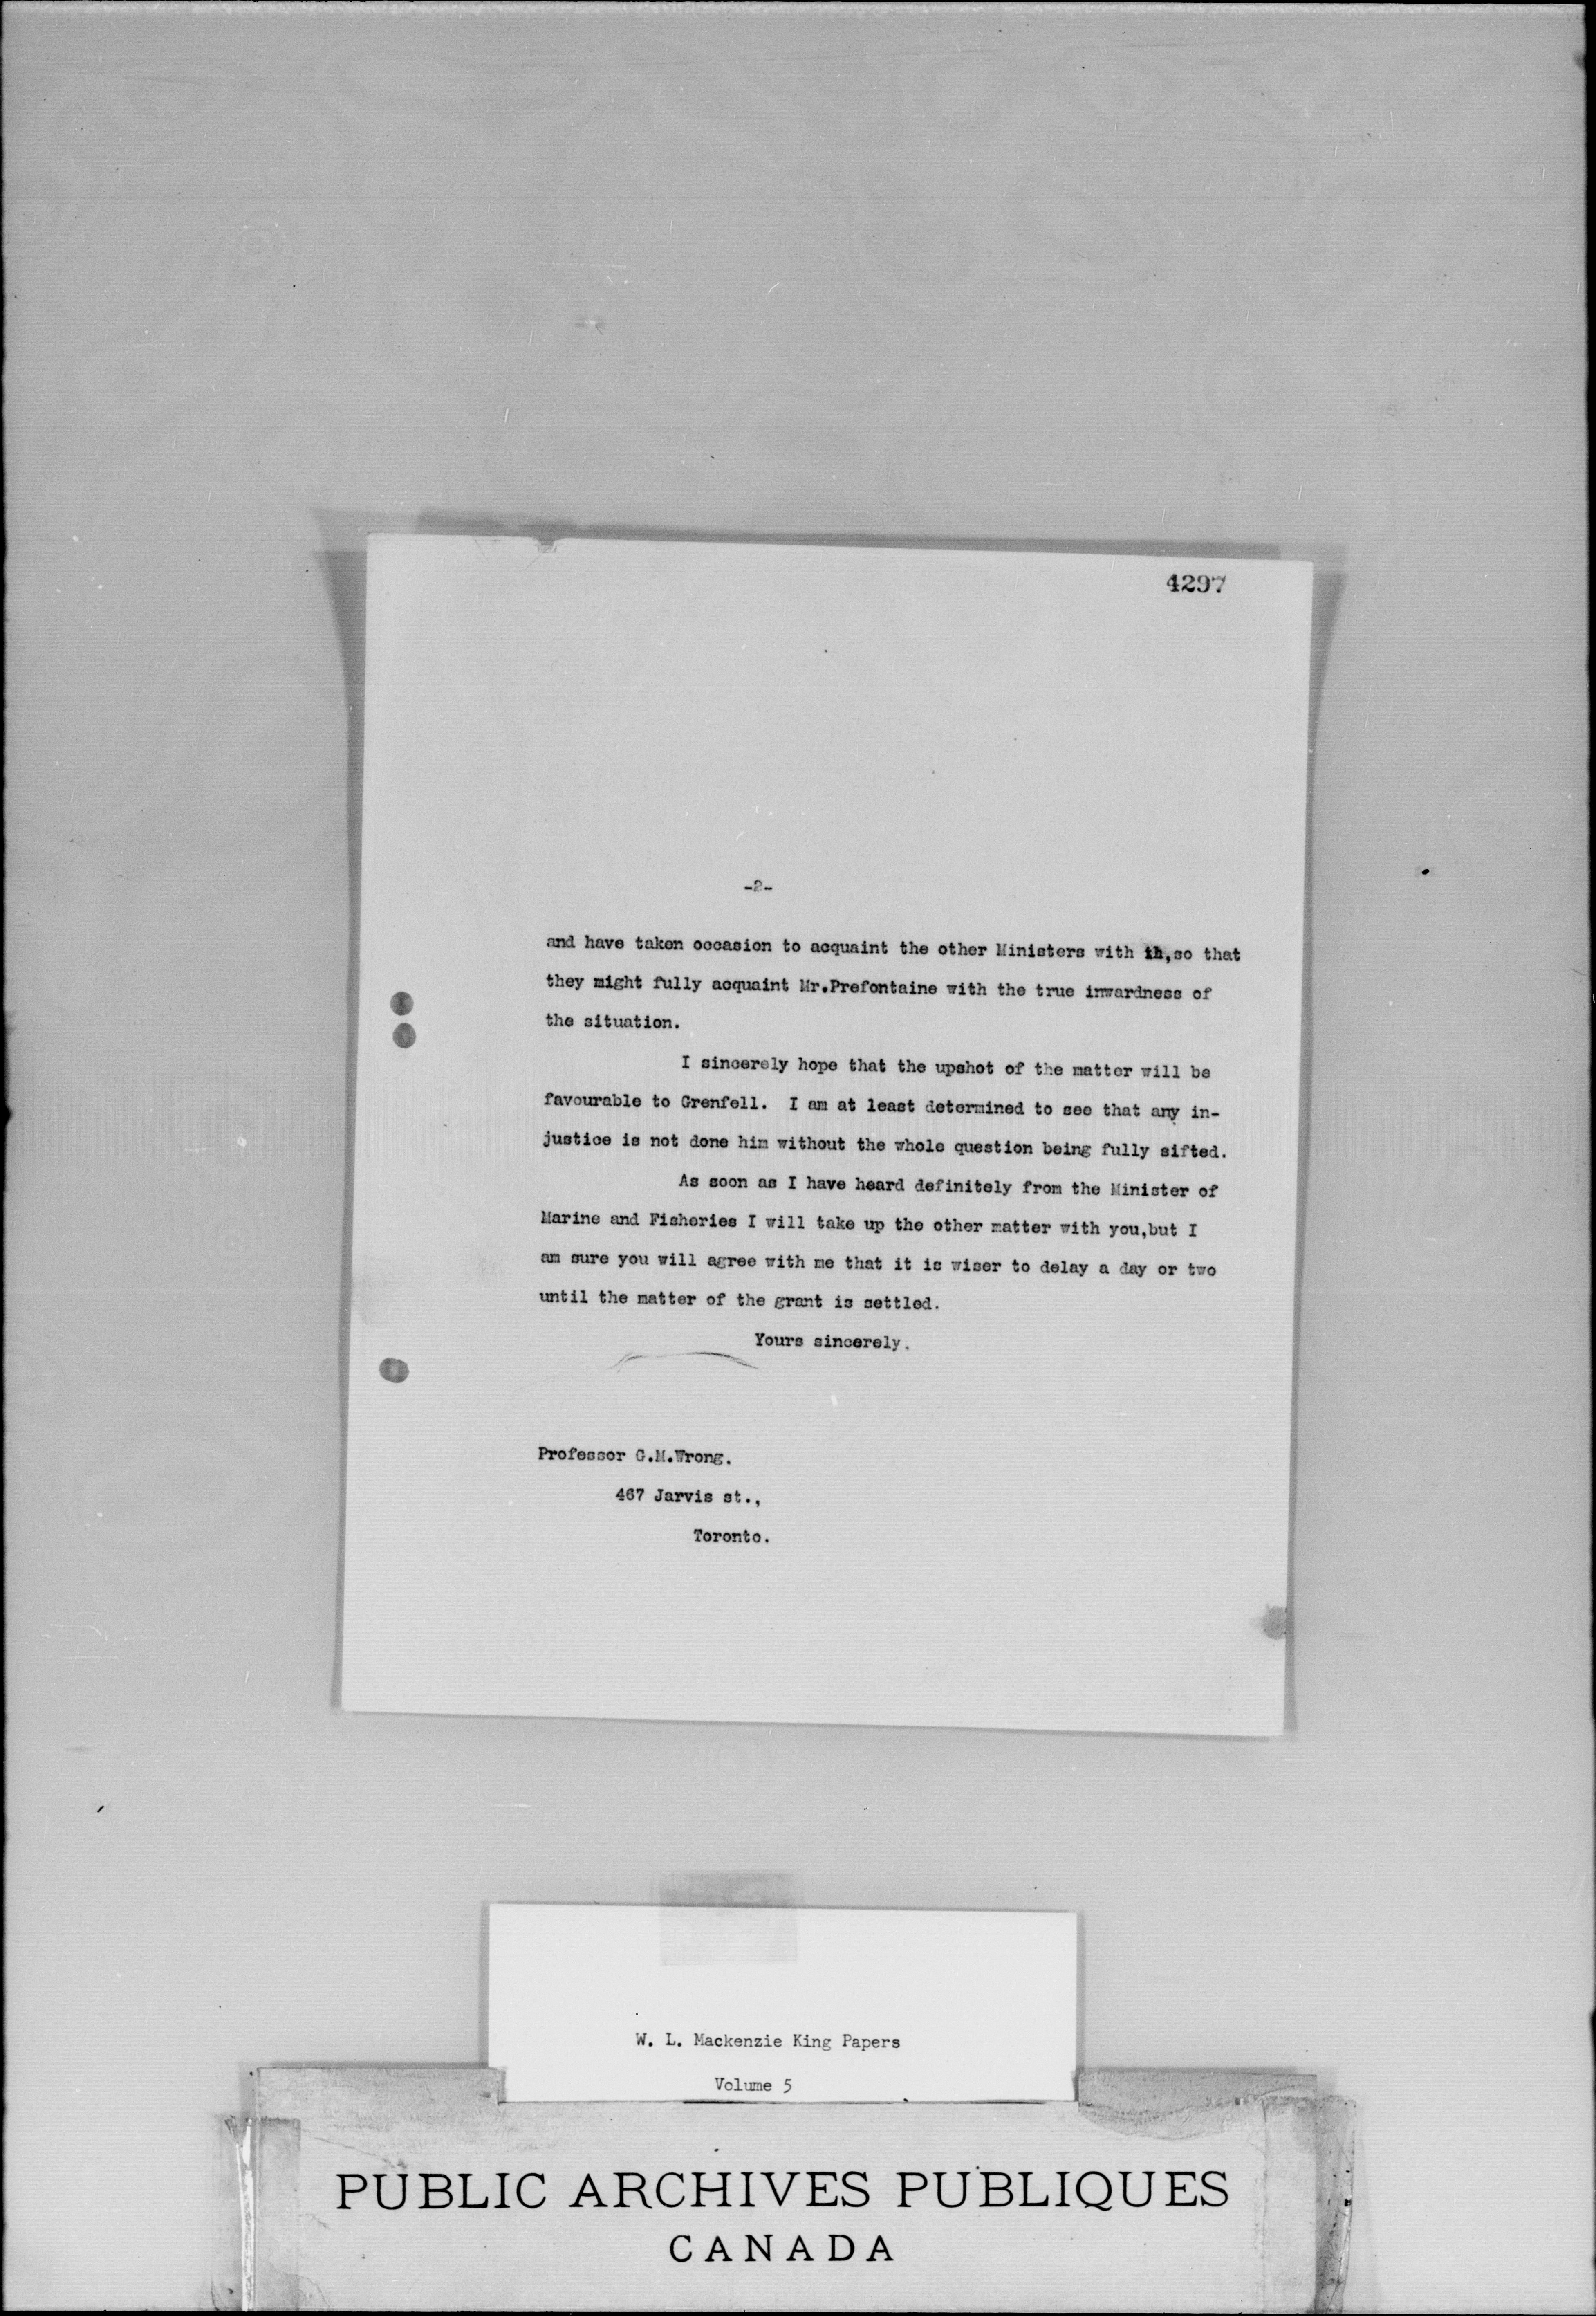 4297
-2-
and have taken occasion to acquaint the other Ministers with th,so that
they might fully acquaint Mr.Prefontaine with the true inwardness of
the situation.
I sincerely hope that the upshot of the matter will be
favourable to Grenfell. I am at least determined to see that any in-
justice is not done him without the whole question being fully sifted.
As soon as I have heard definitely from the Minister of
Marine and Fisheries I will take up the other matter with you,but I
am sure you will agree with me that it is wiser to delay a day or two
until the matter of the grant is settled.
Yours sincerely.
Professor G.M.Wrong.
467 Jarvis st.,
Toronto.
W. L. Mackenzie King Papers
Volume 5
PUBLIC ARCHIVES PUBLIQUES
CANADA